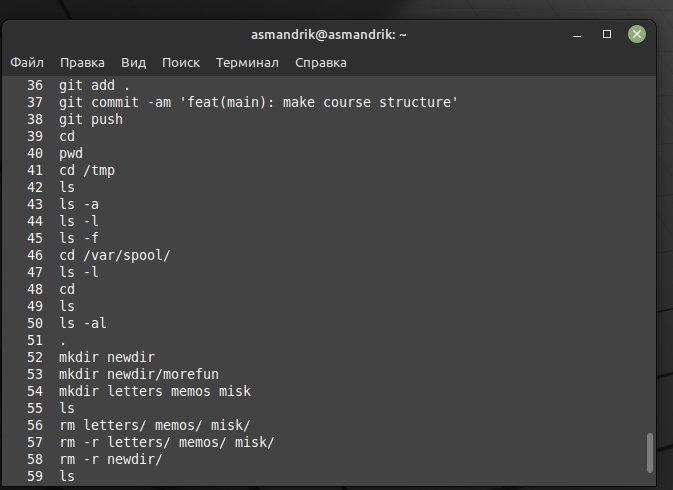 asmandrik@asmandrik: ~
Файл Правка Вид Поиск Терминал Справка
36 git add .
37 git commit -am 'feat(main): make course structure'
38 git push
39 cd
40 pwd
41 cd /tmp
42 ls
43 ls -a
44 ls -l
45 ls -f
46 cd /var/spool/
47 ls -l
48 cd
49 ls
50 ls -al
51 .
52 mkdir newdir
53 mkdir newdir/morefun
54 mkdir letters memos misk
55 ls
56 rm letters/ memos/ misk/
57 rm -r letters/ memos/ misk/
58 rm -r newdir/
59 ls